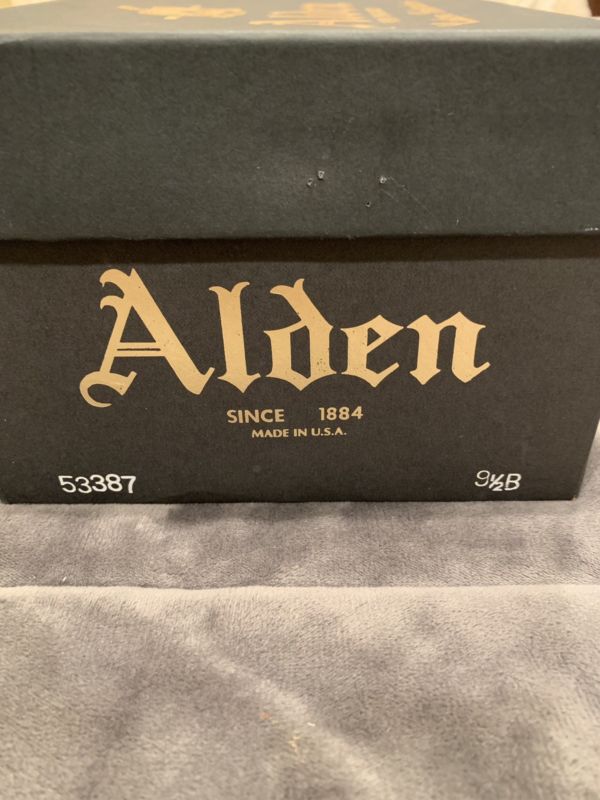 Alden
SINCE 1884
MADE IN U.S.A.
53387 9½B